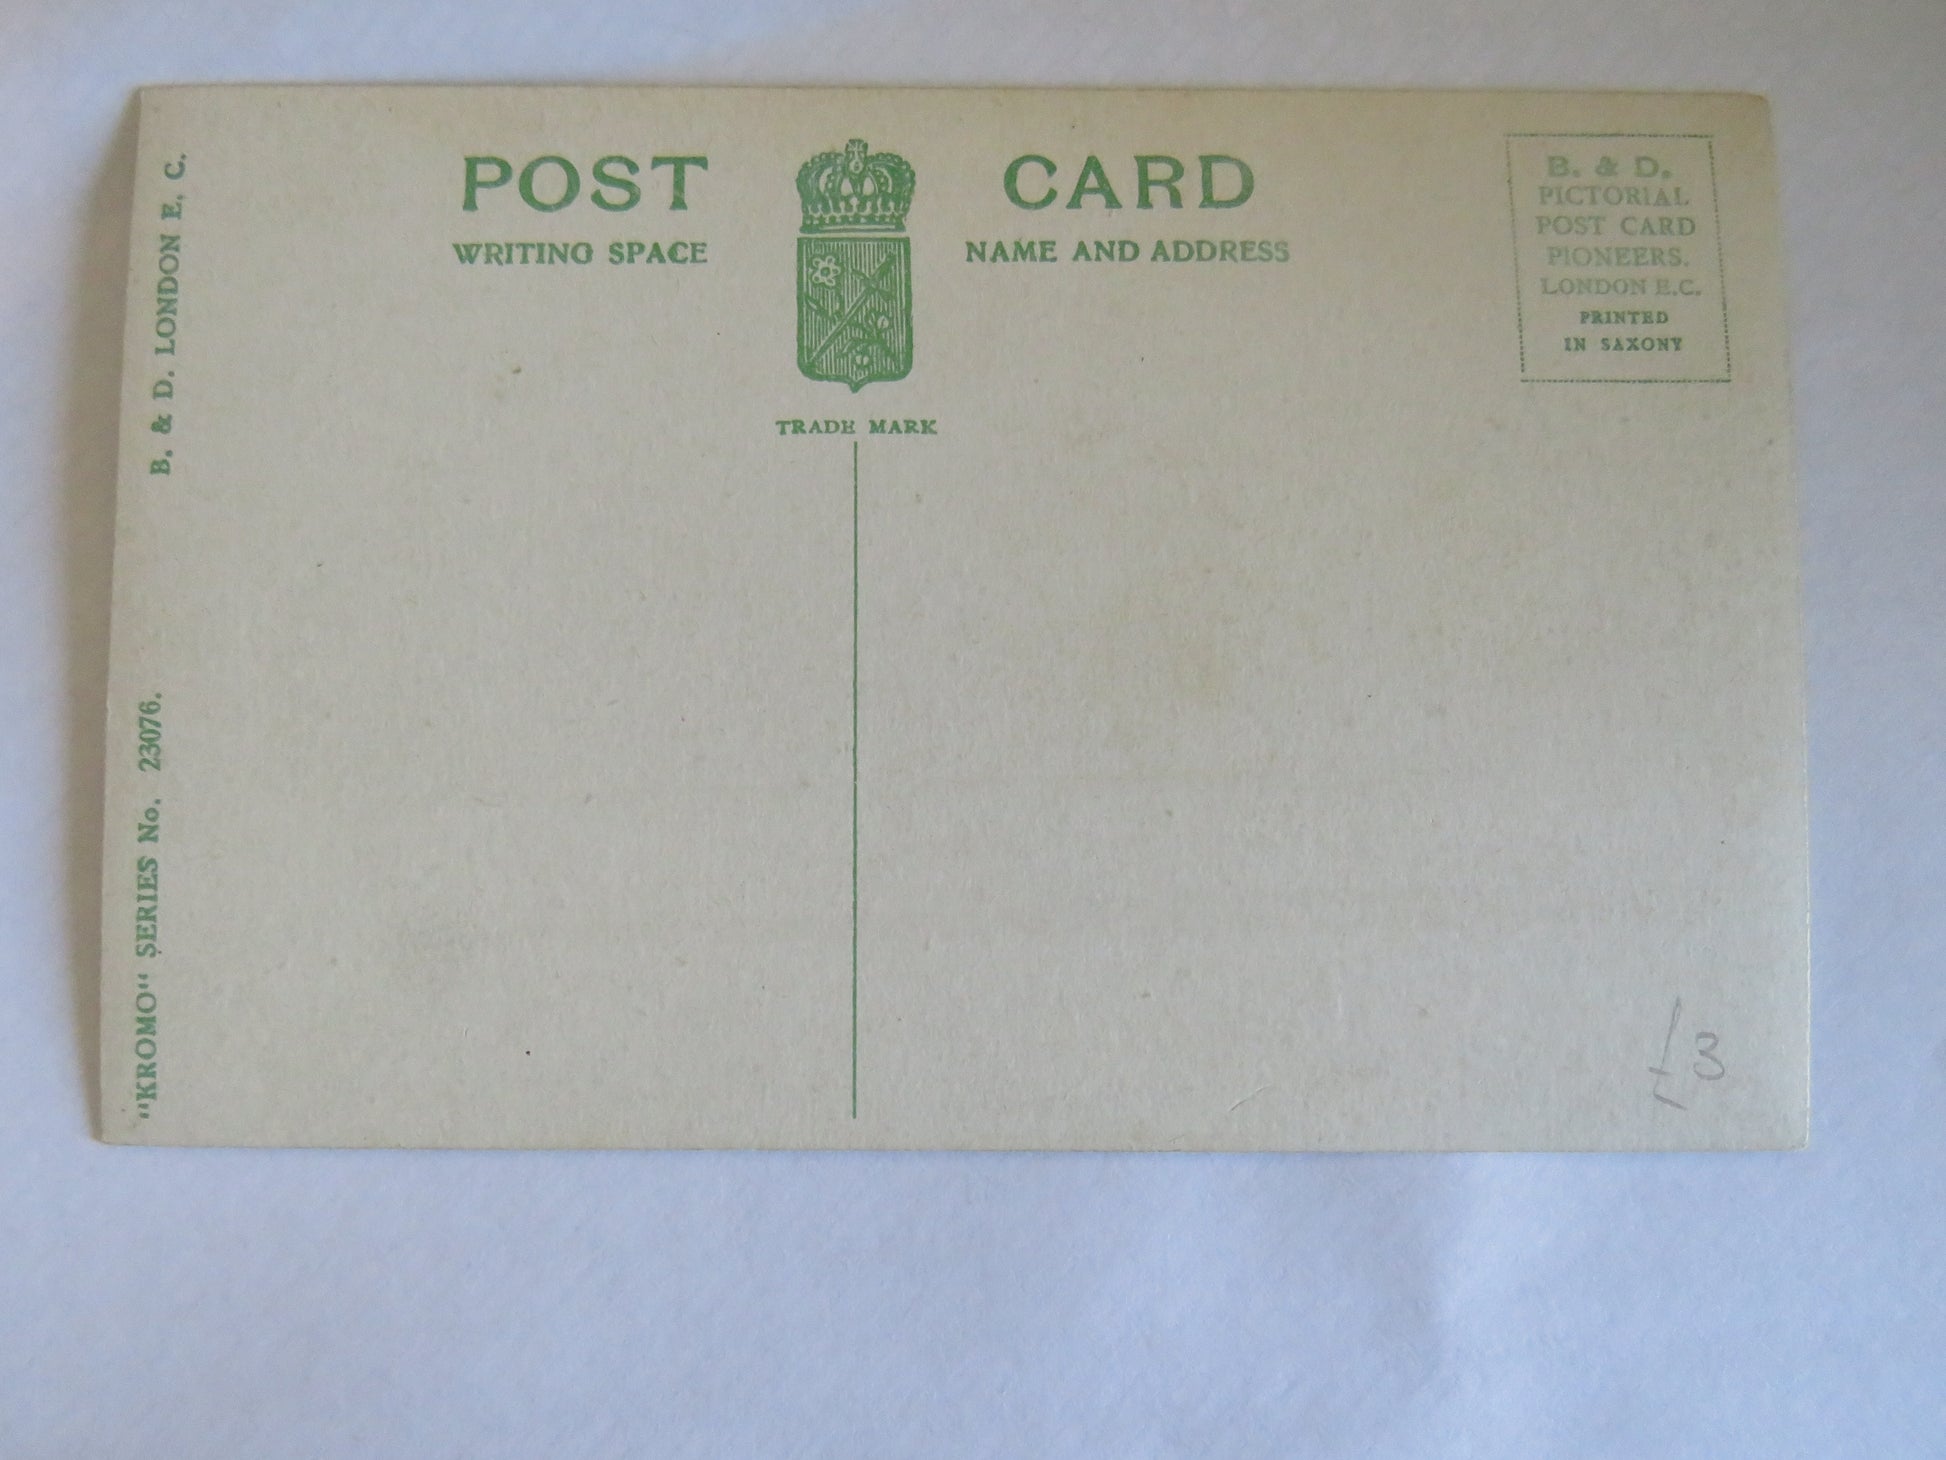 POST CARD
WRITING SPACE
NAME AND ADDRESS
TRADE MARK
B. & D.
PICTORIAL
POST CARD
PIONEERS.
LONDON E.C.
PRINTED
IN SAXONY
"KROMO“ SERIES No. 23076.
B. & D. LONDON E. C.
£3